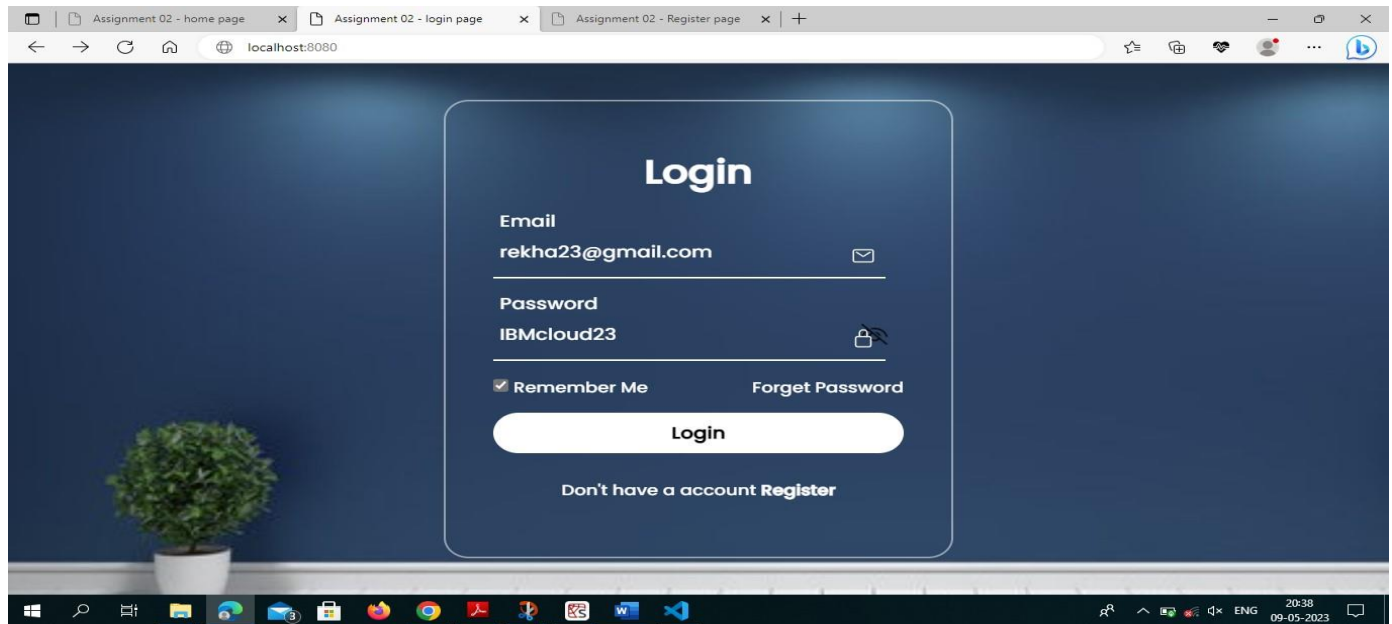 Assignment 02 - home page
Assignment 02 - login page
Assignment 02 - Register page
localhost:8080
Login
Email
rekha23@gmail.com
Password
IBMcloud23
Remember Me Forget Password
Login
Don't have a account Register
3
ENG
20:38
09-05-2023